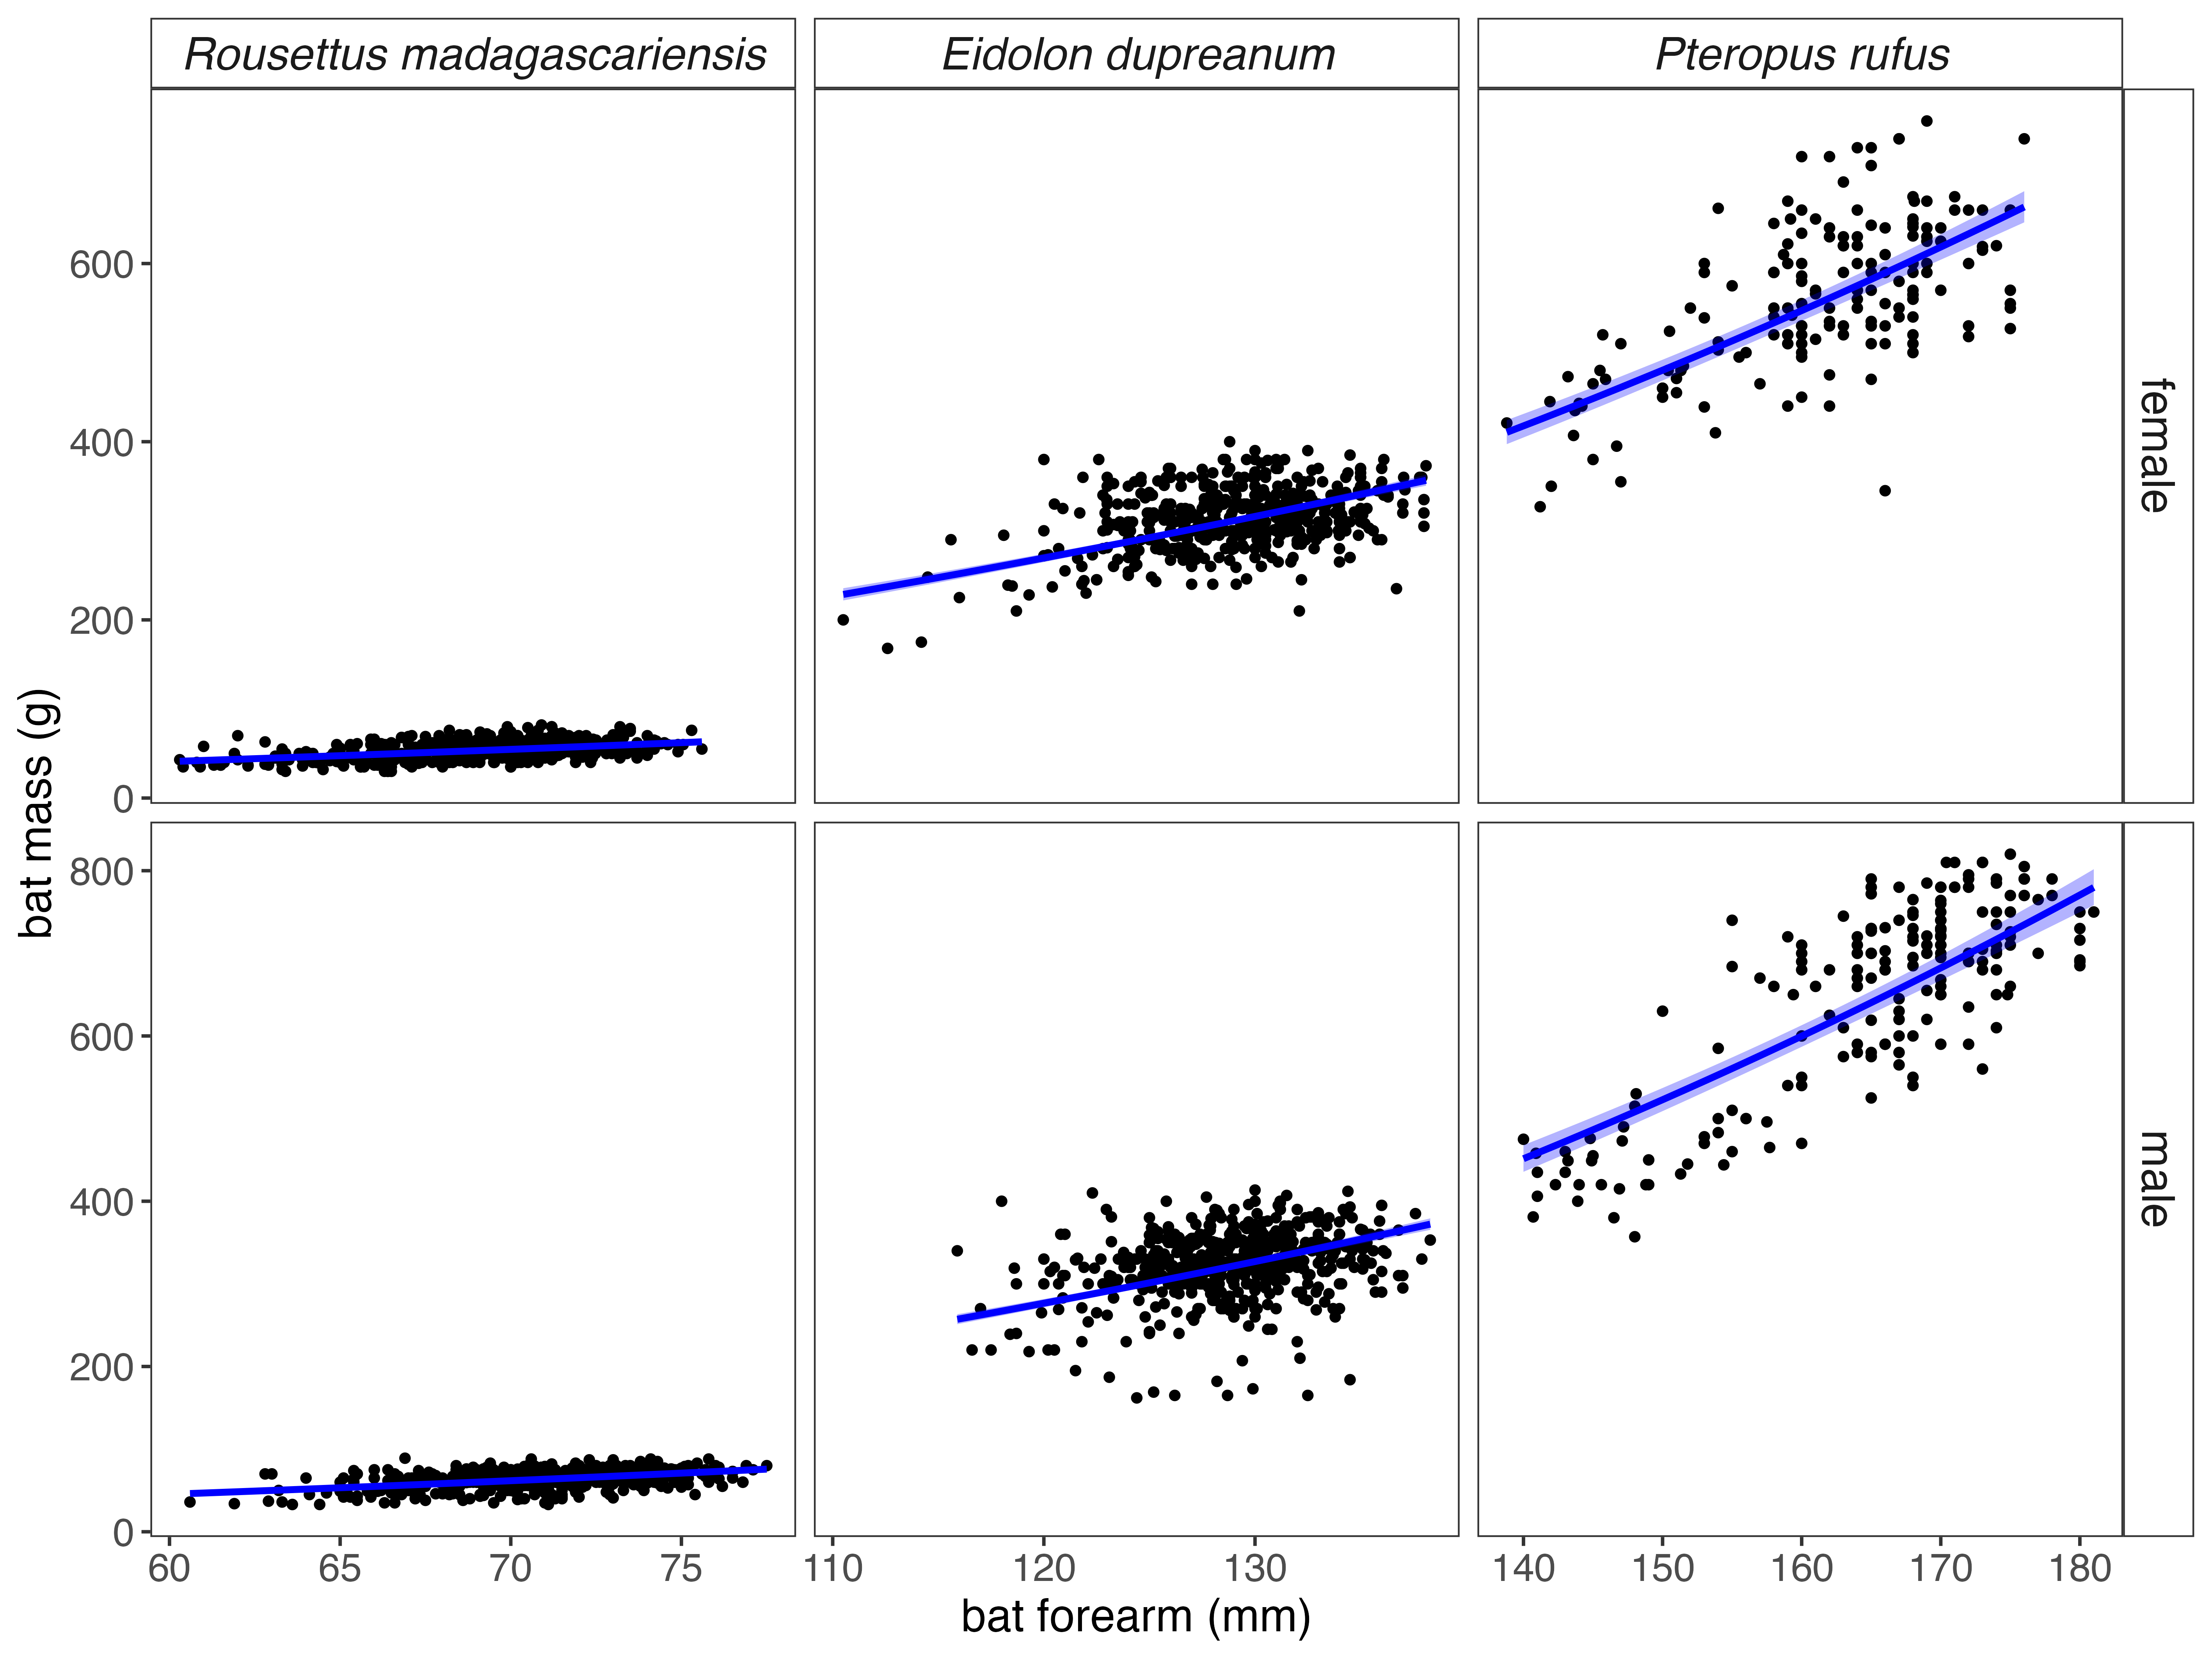 Rousettus madagascariensis Eidolon dupreanum Pteropus rufus
600
400
200
0
female
bat mass (g)
800
600
400
200
0
male
60 65 70 75 110 120 130 140 150 160 170 180
bat forearm (mm)